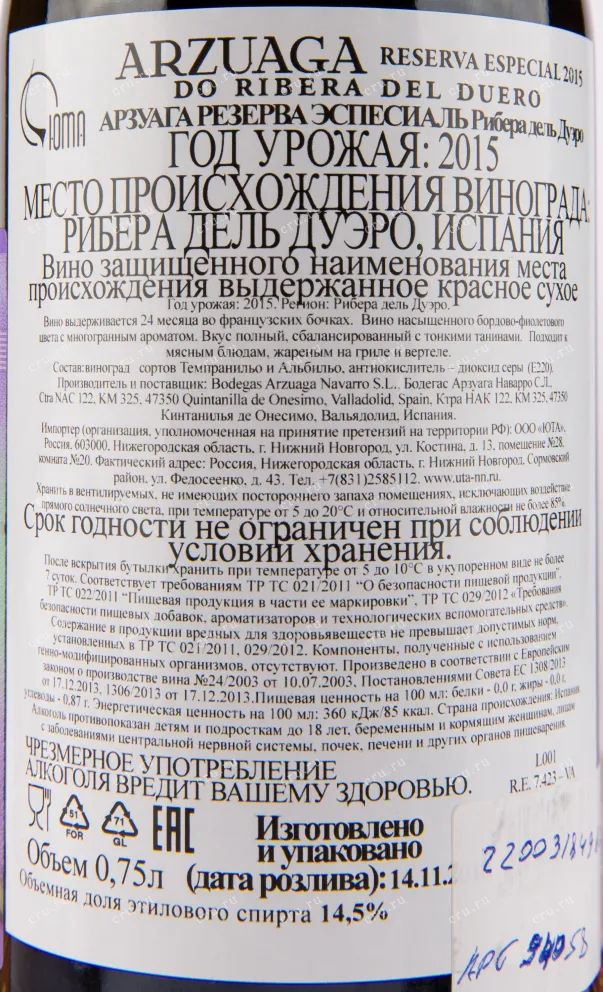 ARZUAGA RESERVA ESPECIAL 2015
DO RIBERA DEL DUERO
ЮТА
АРЗУАГА РЕЗЕРВА ЭСПЕСИАЛЬ Рибера дель Дуэро
ГОД УРОЖАЯ: 2015
МЕСТО ПРОИСХОЖДЕНИЯ ВИНОГРАДА:
РИБЕРА ДЕЛЬ ДУЭРО, ИСПАНИЯ
Вино защищенного наименования места
происхождения выдержанное красное сухое
Год урожая: 2015. Регион: Рибера дель Дуэро.
Вино выдерживается 24 месяца во французских бочках. Вино насыщенного бордово-фиолетового
цвета с многогранным ароматом. Вкус полный, сбалансированный с тонкими танинами. Подходит к
мясным блюдам, жареным на гриле и вертеле.
Состав:виноград сортов Темпранильо и Альбильо, антиокислитель – диоксид серы (Е220).
Производитель и поставщик: Bodegas Arzuaga Navarro S.L., Бодегас Арзуага Наварро С.Л.,
Ctra NAC 122, KM 325, 47350 Quintanilla de Onesimo, Valladolid, Spain, Ктра НАК 122, КМ 325, 47350
Кинтанилья де Онесимо, Вальядолид, Испания.
Импортер (организация, уполномоченная на принятие претензий на территории РФ): ООО «ЮТА»,
Россия, 603000, Нижегородская область, г. Нижний Новгород, ул. Костина, д. 13, помещение №28,
комната №20. Фактический адрес: Россия, Нижегородская область, г. Нижний Новгород, Сормовский
район, ул. Федосеенко, д. 43. Тел. +7(831)2585112. www.uta-nn.ru.
Хранить в вентилируемых, не имеющих постороннего запаха помещениях, исключающих воздействие
прямого солнечного света, при температуре от 5 до 20°С и относительной влажности не более 85%.
Срок годности не ограничен при соблюдении
условий хранения.
После вскрытия бутылки хранить при температуре от 5 до 10°С в укупоренном виде не более
7 суток. Соответствует требованиям ТР ТС 021/2011 "О безопасности пищевой продукции",
ТР ТС 022/2011 "Пищевая продукция в части ее маркировки", ТР ТС 029/2012 «Требования
безопасности пищевых добавок, ароматизаторов и технологических вспомогательных средств».
Содержание в продукции вредных для здоровьявеществ не превышает допустимых норм,
установленных в ТР ТС 021/2011, 029/2012. Компоненты, полученные с использованием
генно-модифицированных организмов, отсутствуют. Произведено в соответствии с Европейским
законом о производстве вина №24/2003 от 10.07.2003, Постановлениями Совета ЕС 1308/2013
от 17.12.2013, 1306/2013 от 17.12.2013.Пищевая ценность на 100 мл: белки - 0,0 г, жиры - 0,0 г,
углеводы - 0,87 г. Энергетическая ценность на 100 мл: 360 кДж/85 ккал. Страна происхождения: Испания.
Алкоголь противопоказан детям и подросткам до 18 лет, беременным и кормящим женщинам, лицам
с заболеваниями центральной нервной системы, почек, печени и других органов пищеварения.
ЧРЕЗМЕРНОЕ УПОТРЕБЛЕНИЕ
АЛКОГОЛЯ ВРЕДИТ ВАШЕМУ ЗДОРОВЬЮ.
L001
R.E. 7.423 – VA
51
FOR
71
GL
EAC
Изготовлено
и упаковано
(дата розлива): 14.11.2
Объем 0,75л
Объемная доля этилового спирта 14,5%